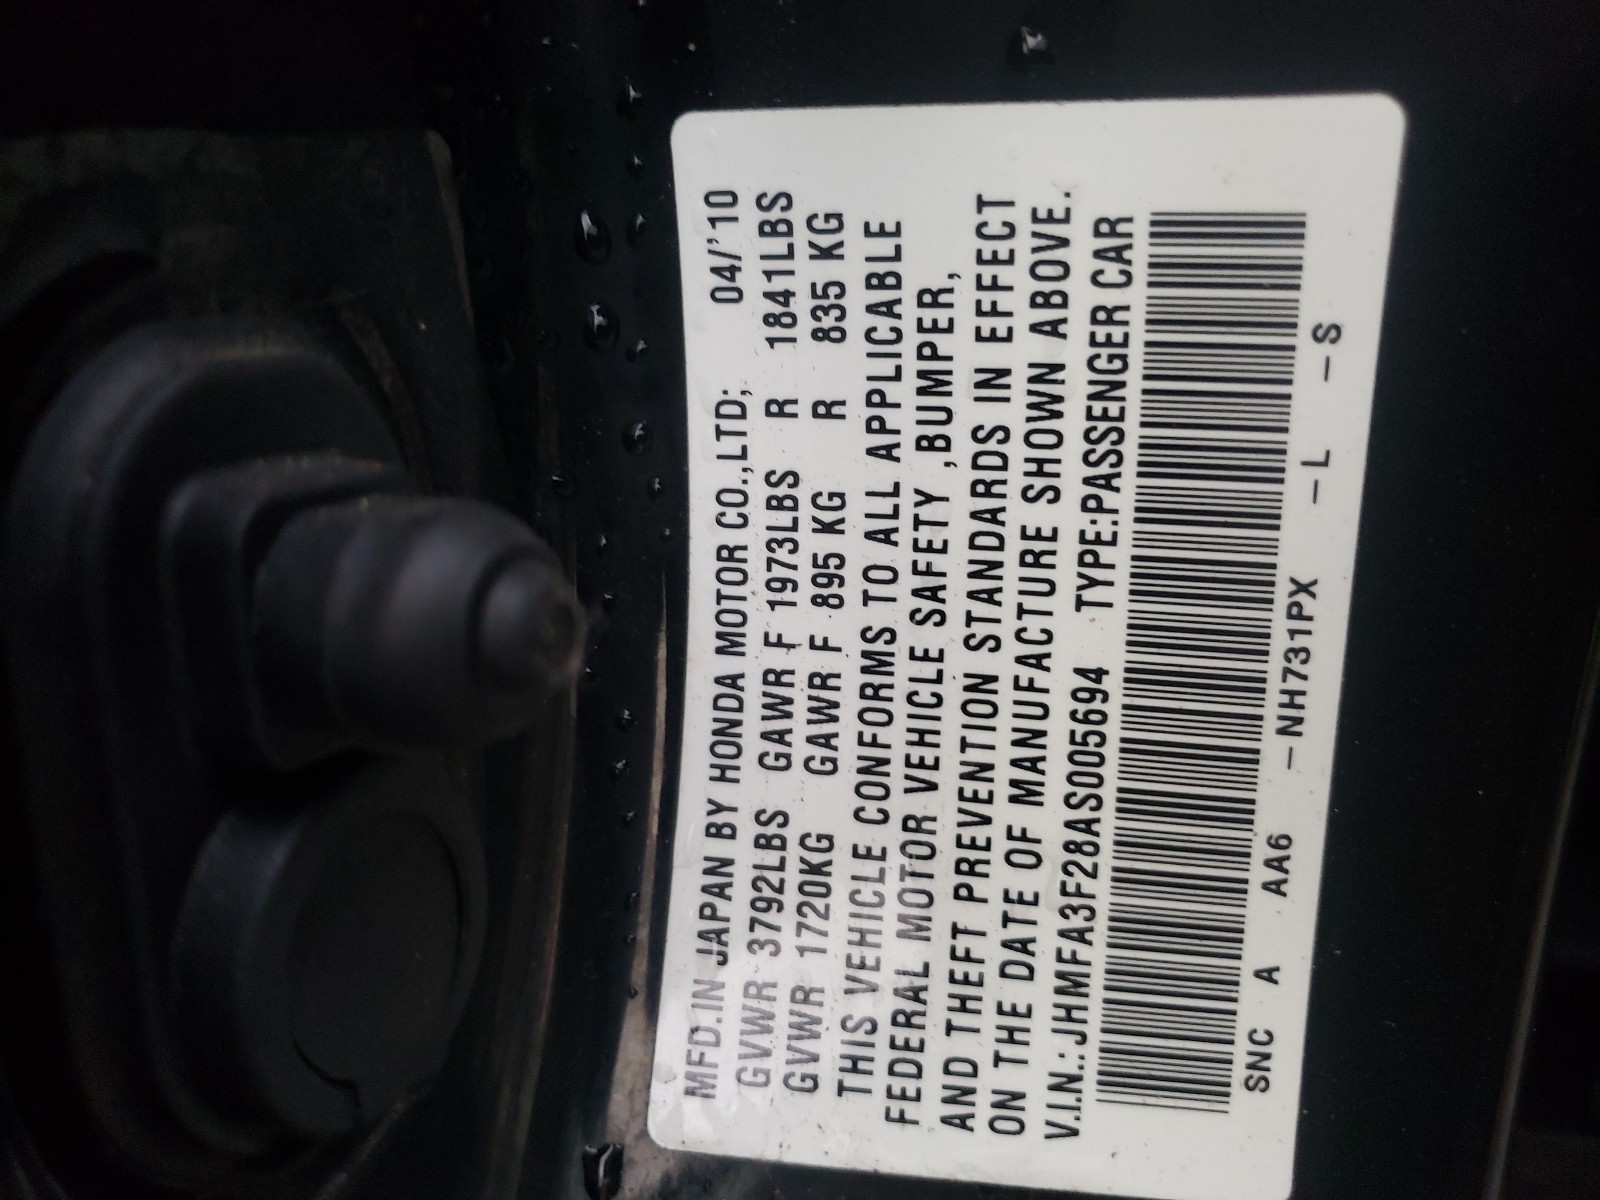 MFD.IN JAPAN BY HONDA MOTOR CO.,LTD; 04/'10
GVWR 3792LBS GAWR F 1973LBS R 1841LBS
GVWR 1720KG GAWR F 895 KG R 835 KG
THIS VEHICLE CONFORMS TO ALL APPLICABLE
FEDERAL MOTOR VEHICLE SAFETY ,BUMPER,
AND THEFT PREVENTION STANDARDS IN EFFECT
ON THE DATE OF MANUFACTURE SHOWN ABOVE.
V.I.N.:JHMFA3F28AS005694 TYPE:PASSENGER CAR
SNC A AA6 –NH731PX –L –S